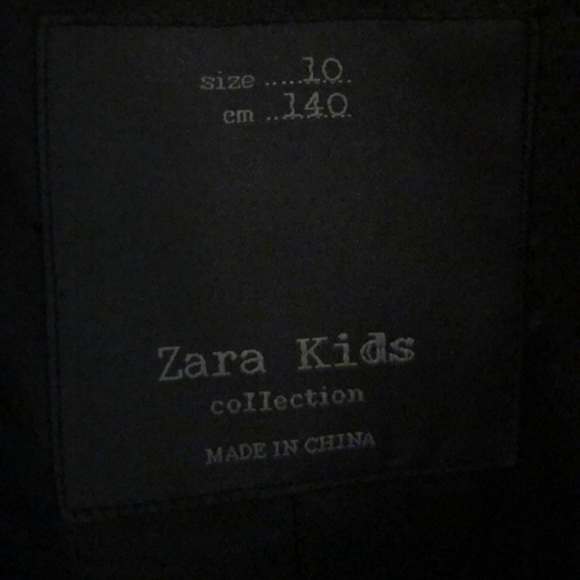 size .....10.
cm ..140
Zara Kids
collection
MADE IN CHINA